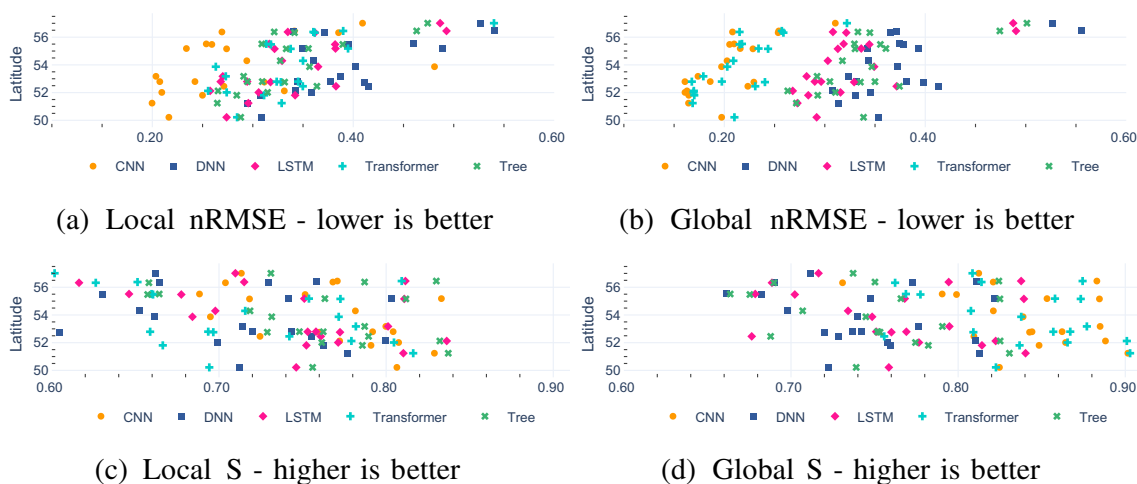 Latitude
56
54
52
50
0.20
0.40
0.60
CNN DNN LSTM Transformer Tree
(a) Local nRMSE - lower is better
Latitude
56
54
52
50
0.20
0.40
0.60
CNN DNN LSTM Transformer Tree
(b) Global nRMSE - lower is better
Latitude
56
54
52
50
0.60
0.70
0.80
0.90
CNN DNN LSTM Transformer Tree
(c) Local S - higher is better
Latitude
56
54
52
50
0.60
0.70
0.80
0.90
CNN DNN LSTM Transformer Tree
(d) Global S - higher is better